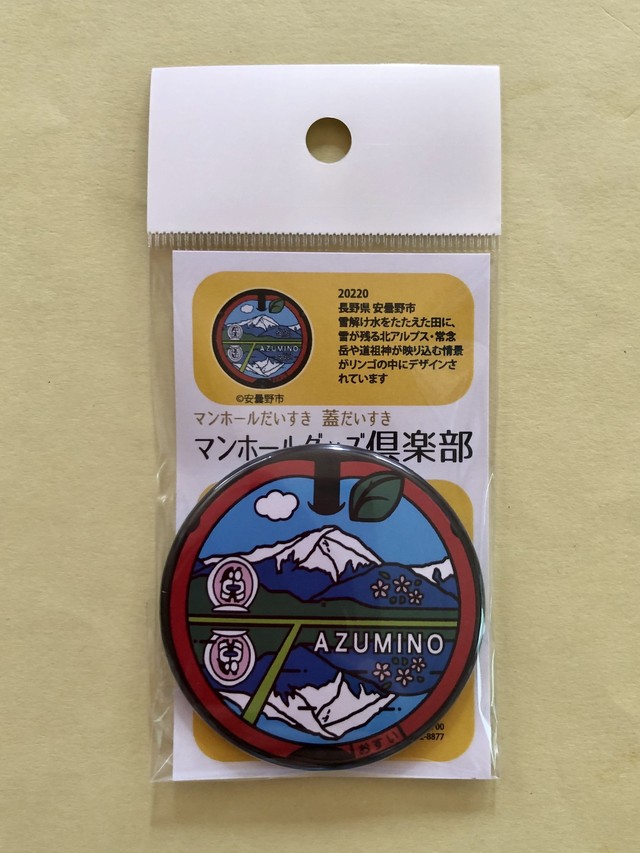 20220
長野県 安曇野市
雪解け水をたたえた田に、
雪が残る北アルプス・常念
岳や道祖神が映り込む情景
がリンゴの中にデザインさ
れています
AZUMINO
©安曇野市
マンホールだいすき 蓋だいすき
マンホールグッズ倶楽部
AZUMINO
おすい
-8877